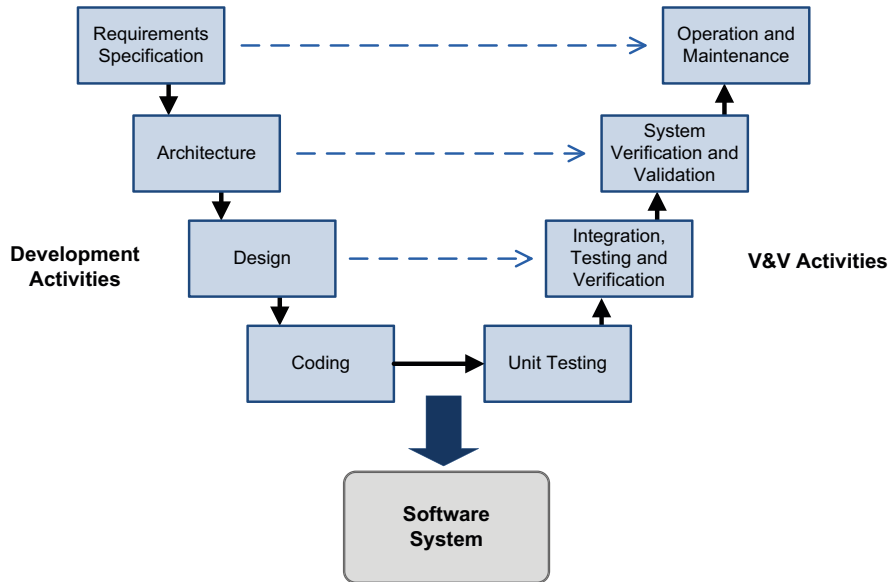 Requirements
Specification
Operation and
Maintenance
Architecture
System
Verification and
Validation
Development
Activities
Design
Integration,
Testing and
Verification
V&V Activities
Coding
Unit Testing
Software
System